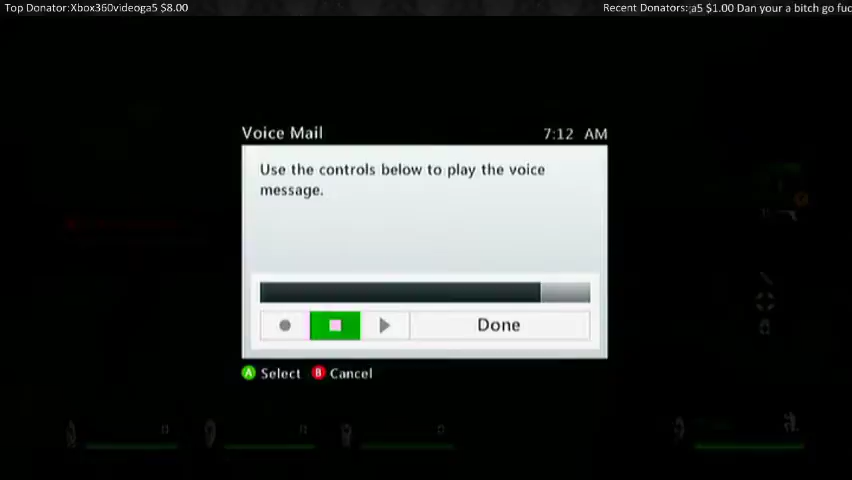 Top Donator:Xbox360videoga5 $8.00
Recent Donators: a5 $1.00 Dan your a bitch go fuc
Voice Mail
7:12 AM
Use the controls below to play the voice
message.
Done
A Select B Cancel